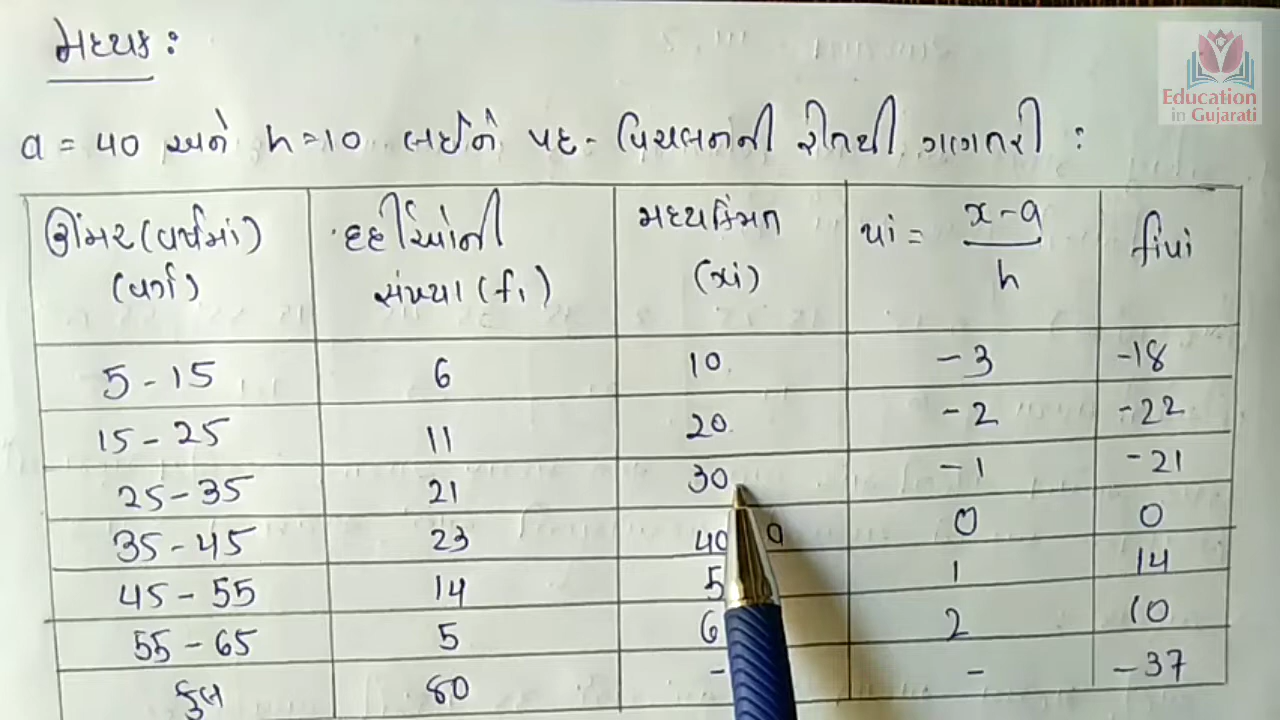 મધ્યક :
Education
in Gujarati
a = 40 અને h = 10 લઈને પદ - વિચલનની રીતથી ગણતરી :
ઊંમર (વર્ષમાં) (વર્ગ) દર્દીઓની સંખ્યા (f₁) મધ્યકિંમત (xi) ui = x - a / h fiui
5 - 15 6 10 -3 -18
15 - 25 11 20 -2 -22
25 - 35 21 30 -1 -21
35 - 45 23 40 a 0 0
45 - 55 14 5 1 14
55 - 65 5 6 2 10
કુલ 80 - - -37